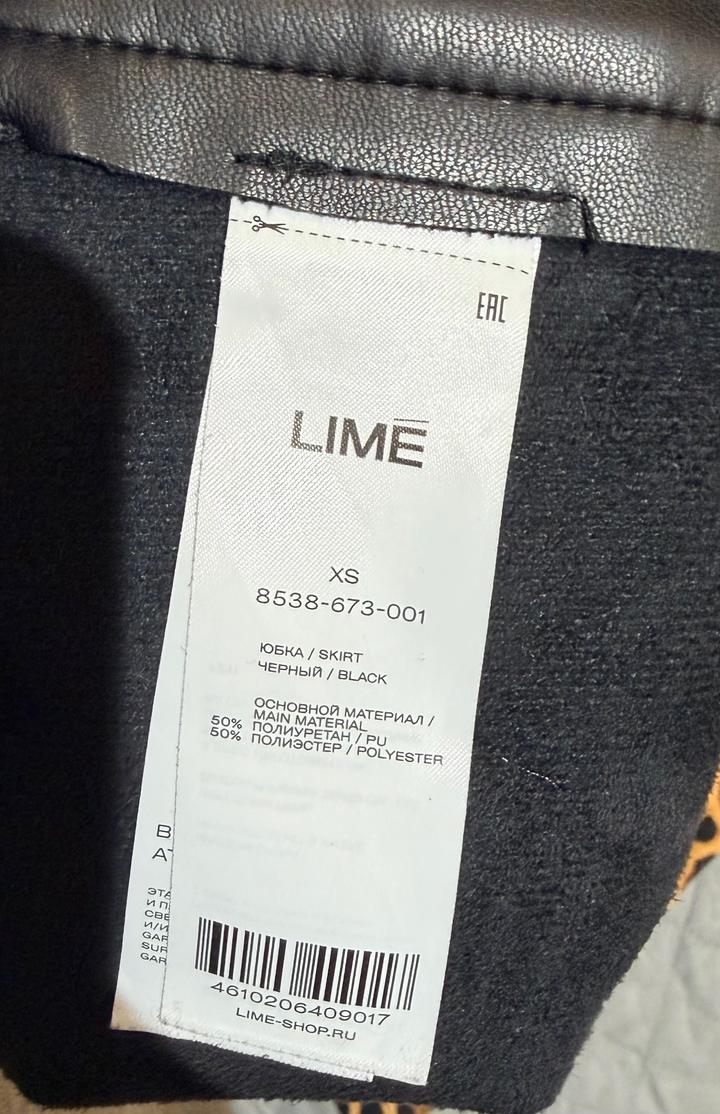 EAC
LIMĒ
XS
8538-673-001
ЮБКА / SKIRT
ЧЕРНЫЙ / BLACK
ОСНОВНОЙ МАТЕРИАЛ /
MAIN MATERIAL
50% ПОЛИУРЕТАН / PU
50% ПОЛИЭСТЕР / POLYESTER
4610206409017
LIME-SHOP.RU